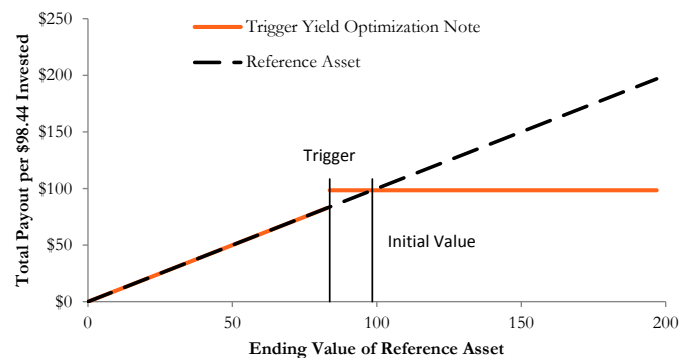 $250
$200
$150
$100
$50
$0
Total Payout per $98.44 Invested
Trigger Yield Optimization Note
Reference Asset
Trigger
Initial Value
0
50
100
150
200
Ending Value of Reference Asset